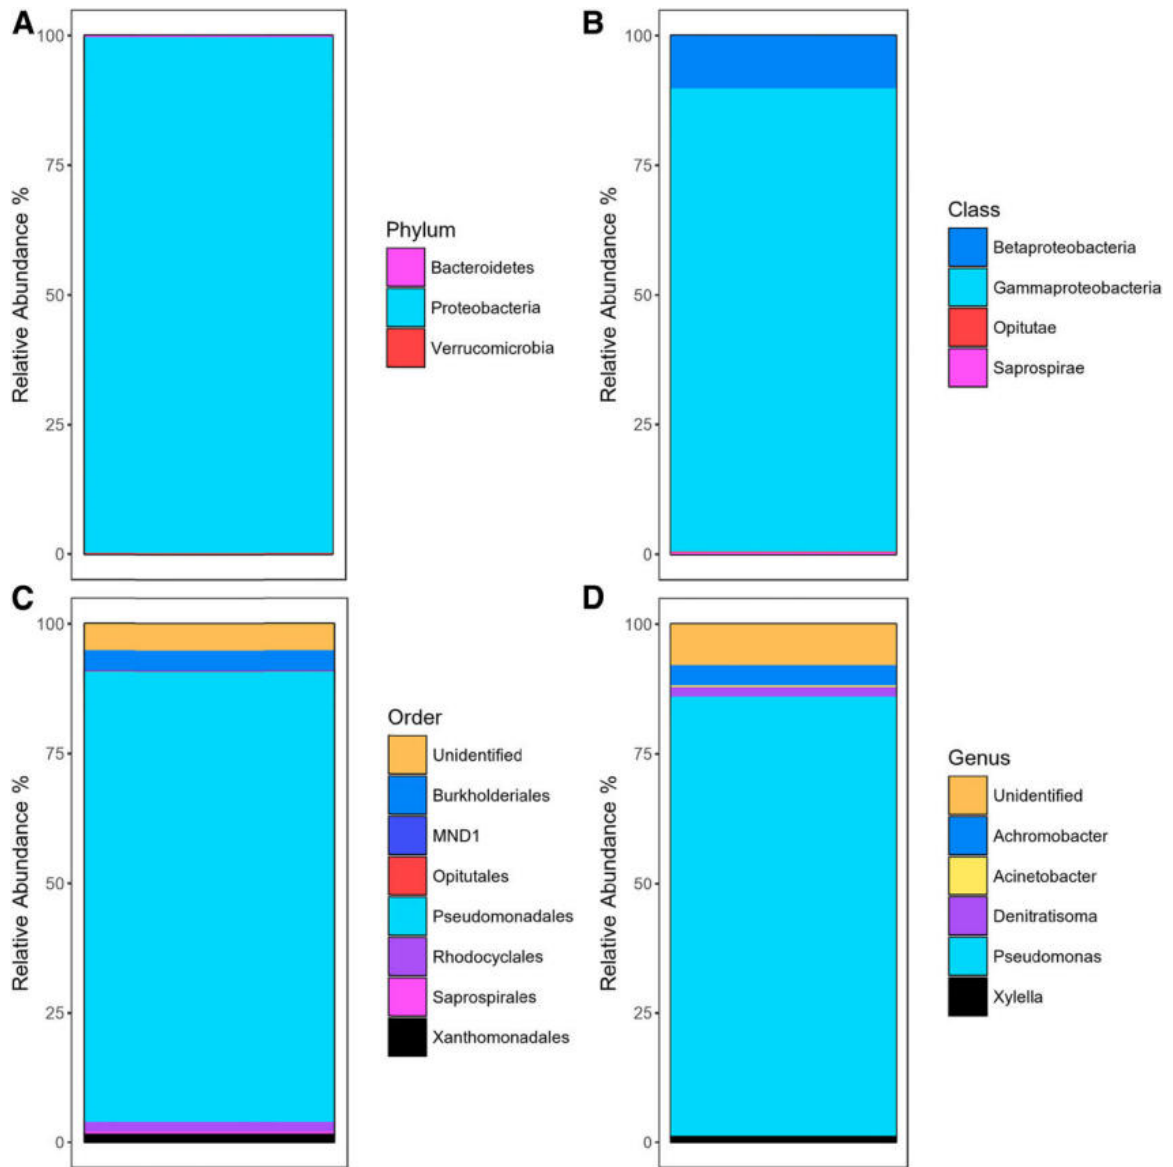 A
Relative Abundance %
100
75
50
25
0
Phylum
Bacteroidetes
Proteobacteria
Verrucomicrobia
B
Relative Abundance %
100
75
50
25
0
Class
Betaproteobacteria
Gammaproteobacteria
Opitutae
Saprospirae
C
Relative Abundance %
100
75
50
25
0
Order
Unidentified
Burkholderiales
MND1
Opitutales
Pseudomonadales
Rhodocyclales
Saprospirales
Xanthomonadales
D
Relative Abundance %
100
75
50
25
0
Genus
Unidentified
Achromobacter
Acinetobacter
Denitratisoma
Pseudomonas
Xylella